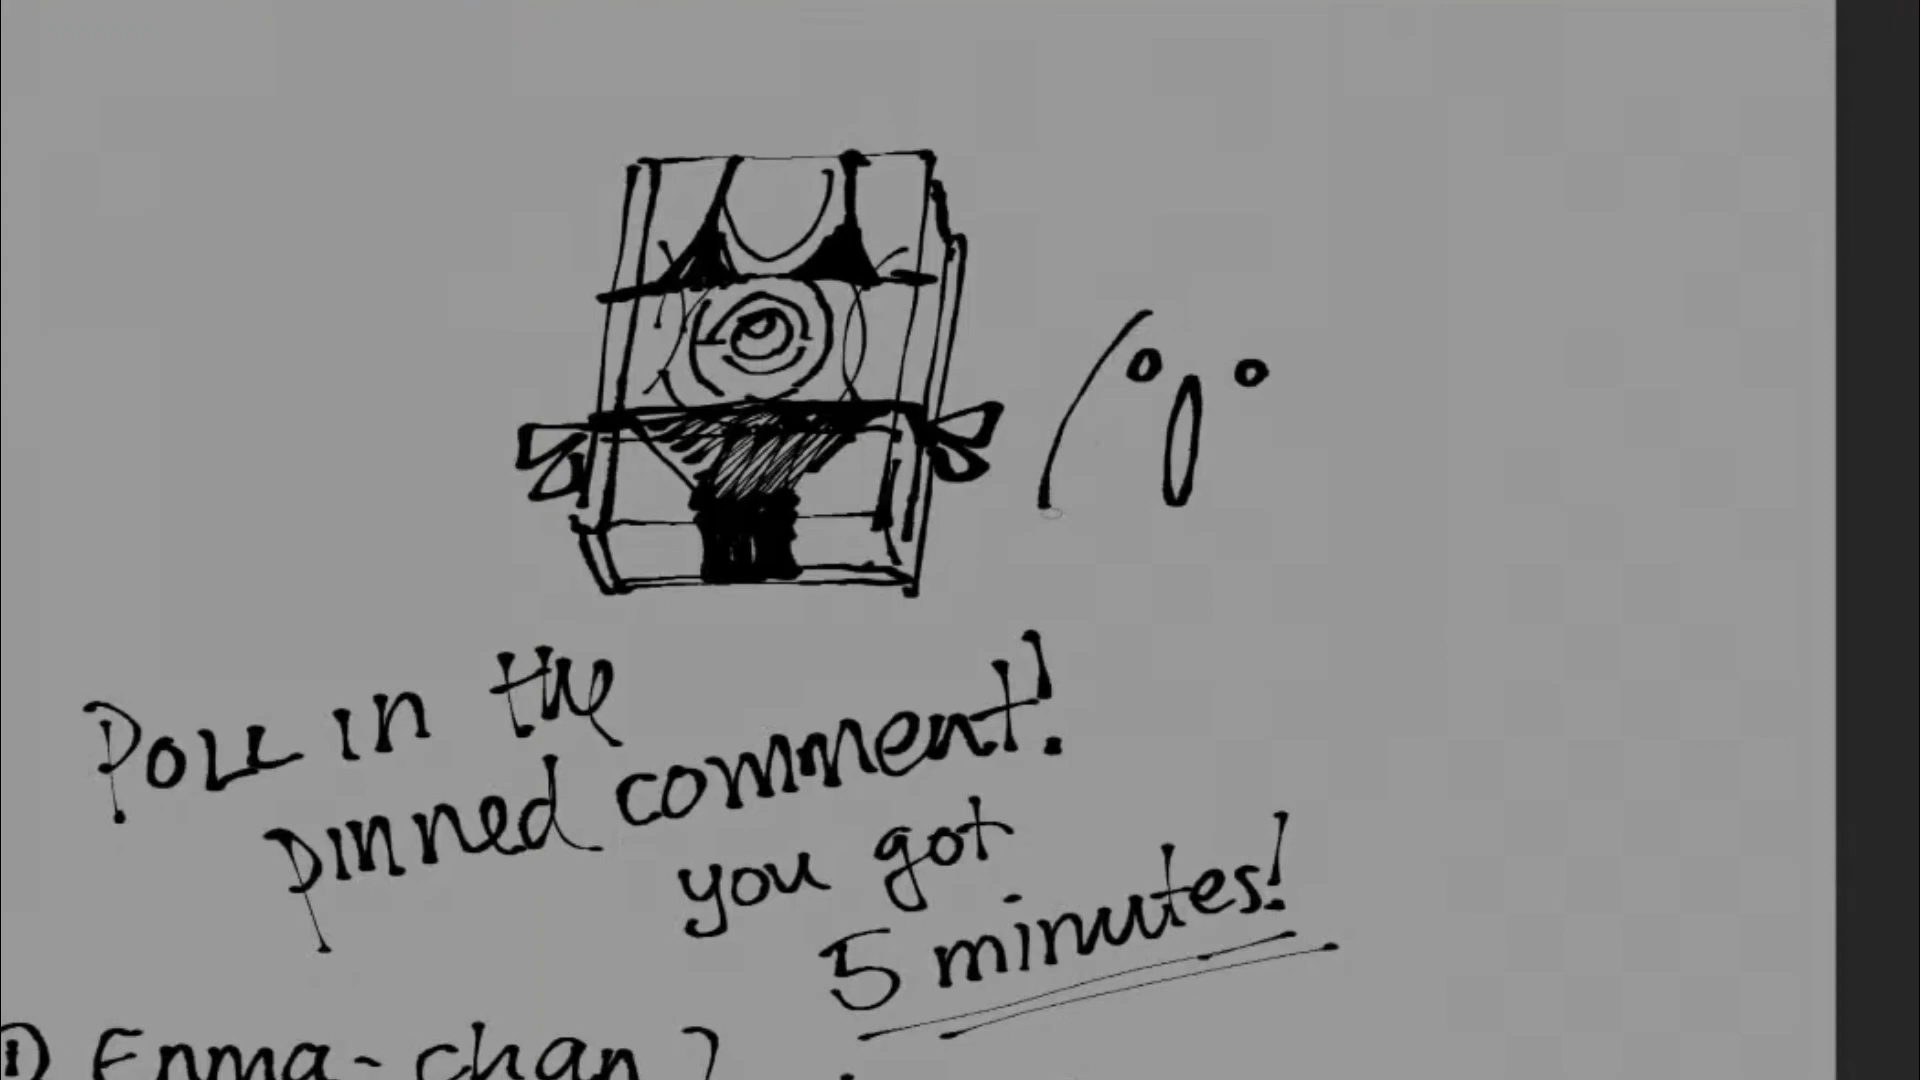 Poll in the
pinned comment!
you got
5 minutes!
1) Enma-chan?